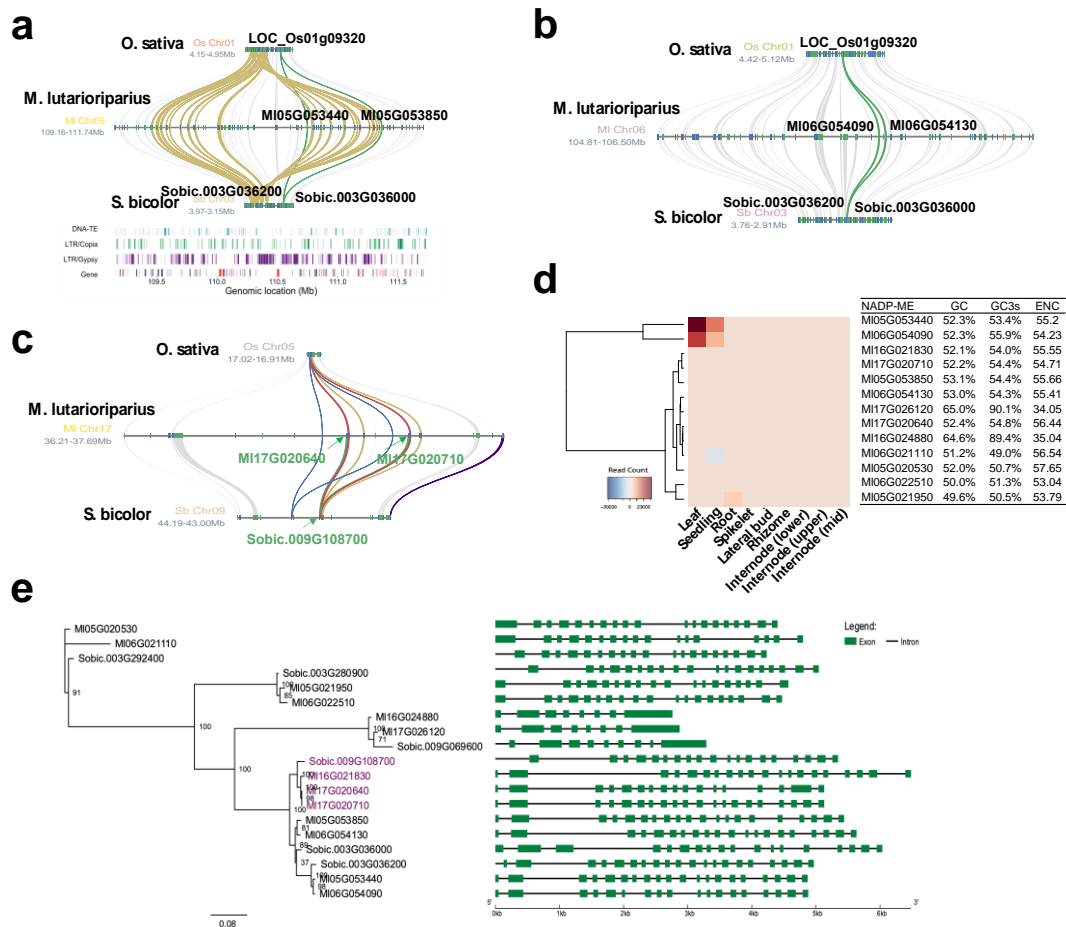 a
O. sativa
Os Chr01
4.15-4.95Mb
LOC_Os01g09320
M. lutarioriparius
Ml Chr05
109.16-111.74Mb
Ml05G053440
Ml05G053850
Sobic.003G036200
S. bicolor
Sb Chr03
3.97-3.15Mb
Sobic.003G036000
DNA-TE
LTR/Copia
LTR/Gypsy
Gene
109.5 110.0 110.5 111.0 111.5
Genomic location (Mb)
b
LOC_Os01g09320
O. sativa
Os Chr01
4.42-5.12Mb
M. lutarioriparius
Ml Chr06
104.81-106.50Mb
Ml06G054090
Ml06G054130
Sobic.003G036200
S. bicolor
Sb Chr03
3.76-2.91Mb
Sobic.003G036000
c
O. sativa
Os Chr05
17.02-16.91Mb
M. lutarioriparius
Ml Chr17
36.21-37.69Mb
Ml17G020640
Ml17G020710
S. bicolor
Sb Chr09
44.19-43.00Mb
Sobic.009G108700
d
Read Count
-30000 0 20000
Leaf
Seedling
Root
Spikelet
Lateral bud
Rhizome
Internode (lower)
Internode (upper)
Internode (mid)
NADP-ME GC GC3s ENC
Ml05G053440 52.3% 53.4% 55.2
Ml06G054090 52.3% 55.9% 54.23
Ml16G021830 52.1% 54.0% 55.55
Ml17G020710 52.2% 54.4% 54.71
Ml05G053850 53.1% 54.4% 55.66
Ml06G054130 53.0% 54.3% 55.41
Ml17G026120 65.0% 90.1% 34.05
Ml17G020640 52.4% 54.8% 56.44
Ml16G024880 64.6% 89.4% 35.04
Ml06G021110 51.2% 49.0% 56.54
Ml05G020530 52.0% 50.7% 57.65
Ml06G022510 50.0% 51.3% 53.04
Ml05G021950 49.6% 50.5% 53.79
e
Ml05G020530
Ml06G021110
Sobic.003G292400
91
Sobic.003G280900
100
Ml05G021950
85
Ml06G022510
100
Ml16G024880
100
Ml17G026120
71
Sobic.009G069600
100
Sobic.009G108700
100
Ml16G021830
100
Ml17G020640
98
Ml17G020710
100
Ml05G053850
81
Ml06G054130
89
Sobic.003G036000
37
Sobic.003G036200
100
Ml05G053440
98
Ml06G054090
0.08
Legend:
Exon Intron
5' 3'
0kb 1kb 2kb 3kb 4kb 5kb 6kb